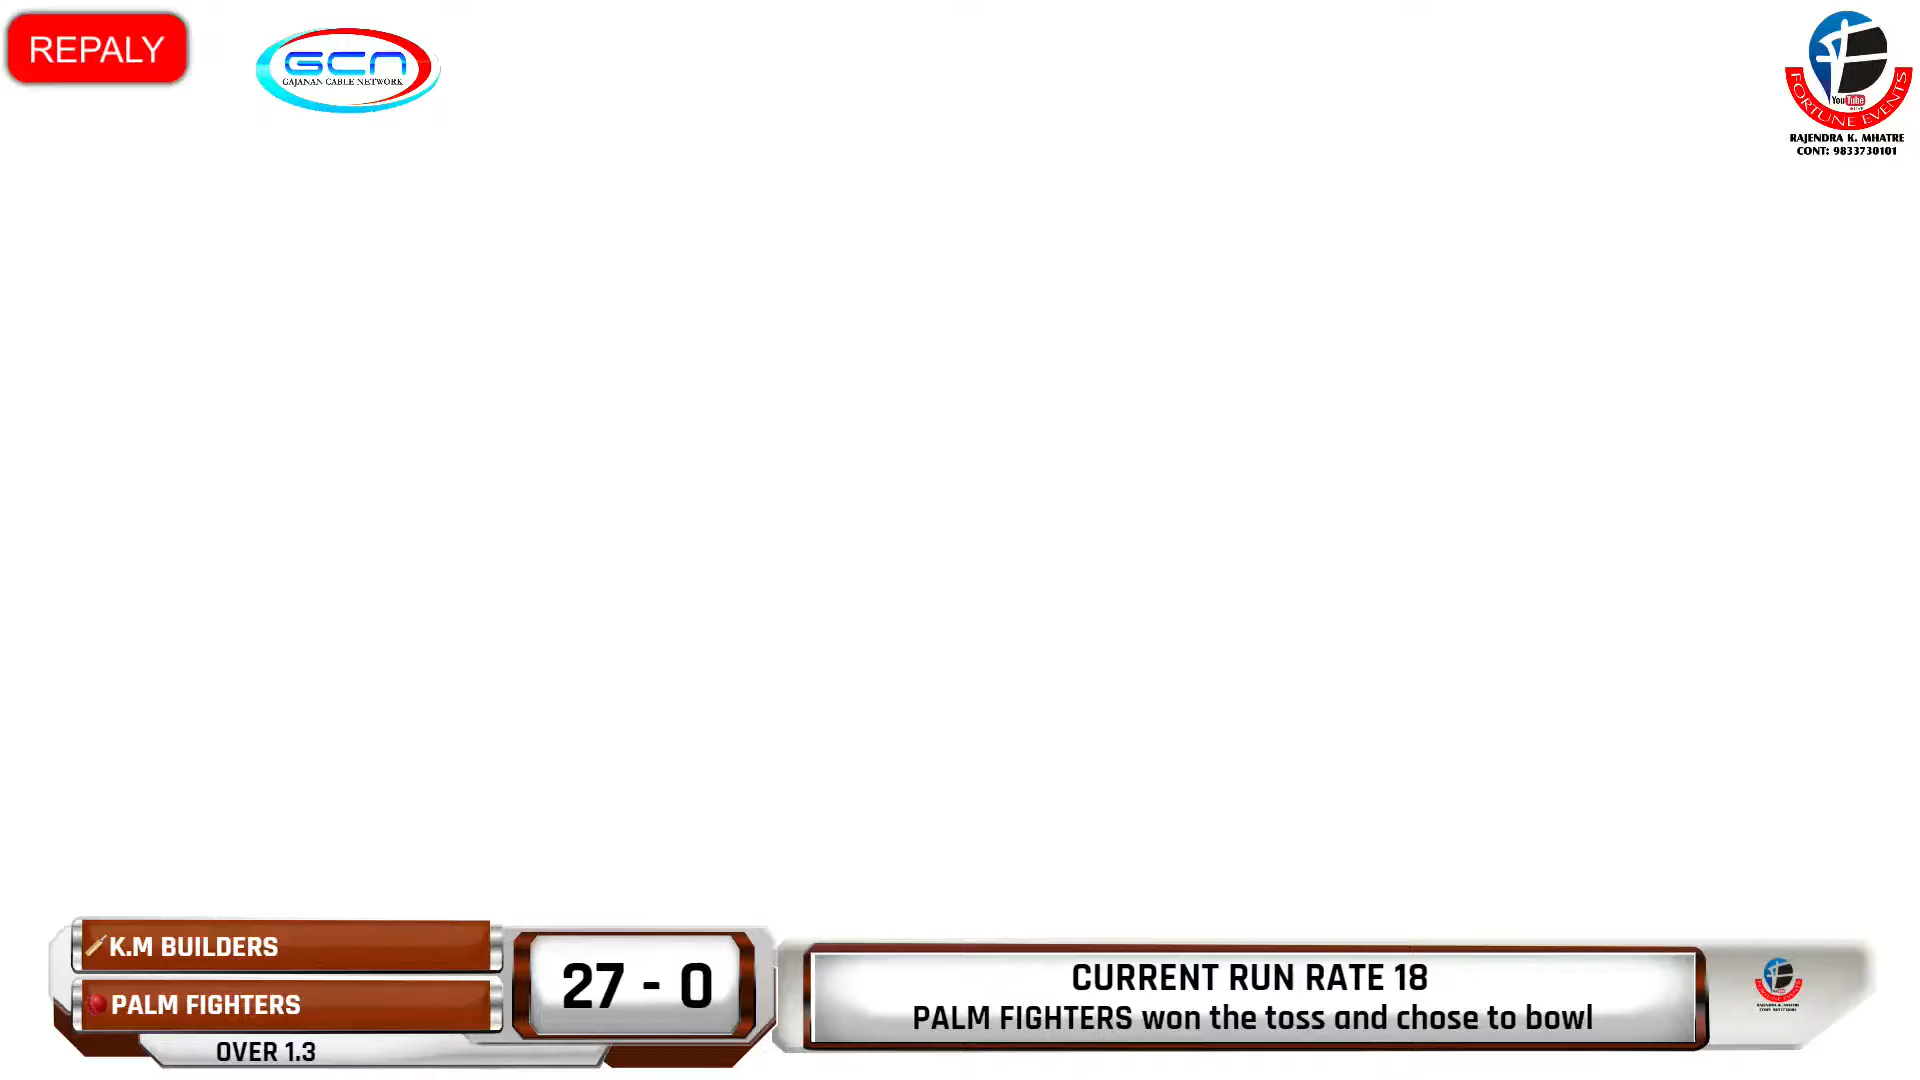 REPALY
GCN
GAJANAN CABLE NETWORK
YouTube
FORTUNE EVENTS
RAJENDRA K. MHATRE
CONT: 9833730101
K.M BUILDERS
PALM FIGHTERS
OVER 1.3
27 - 0
CURRENT RUN RATE 18
PALM FIGHTERS won the toss and chose to bowl